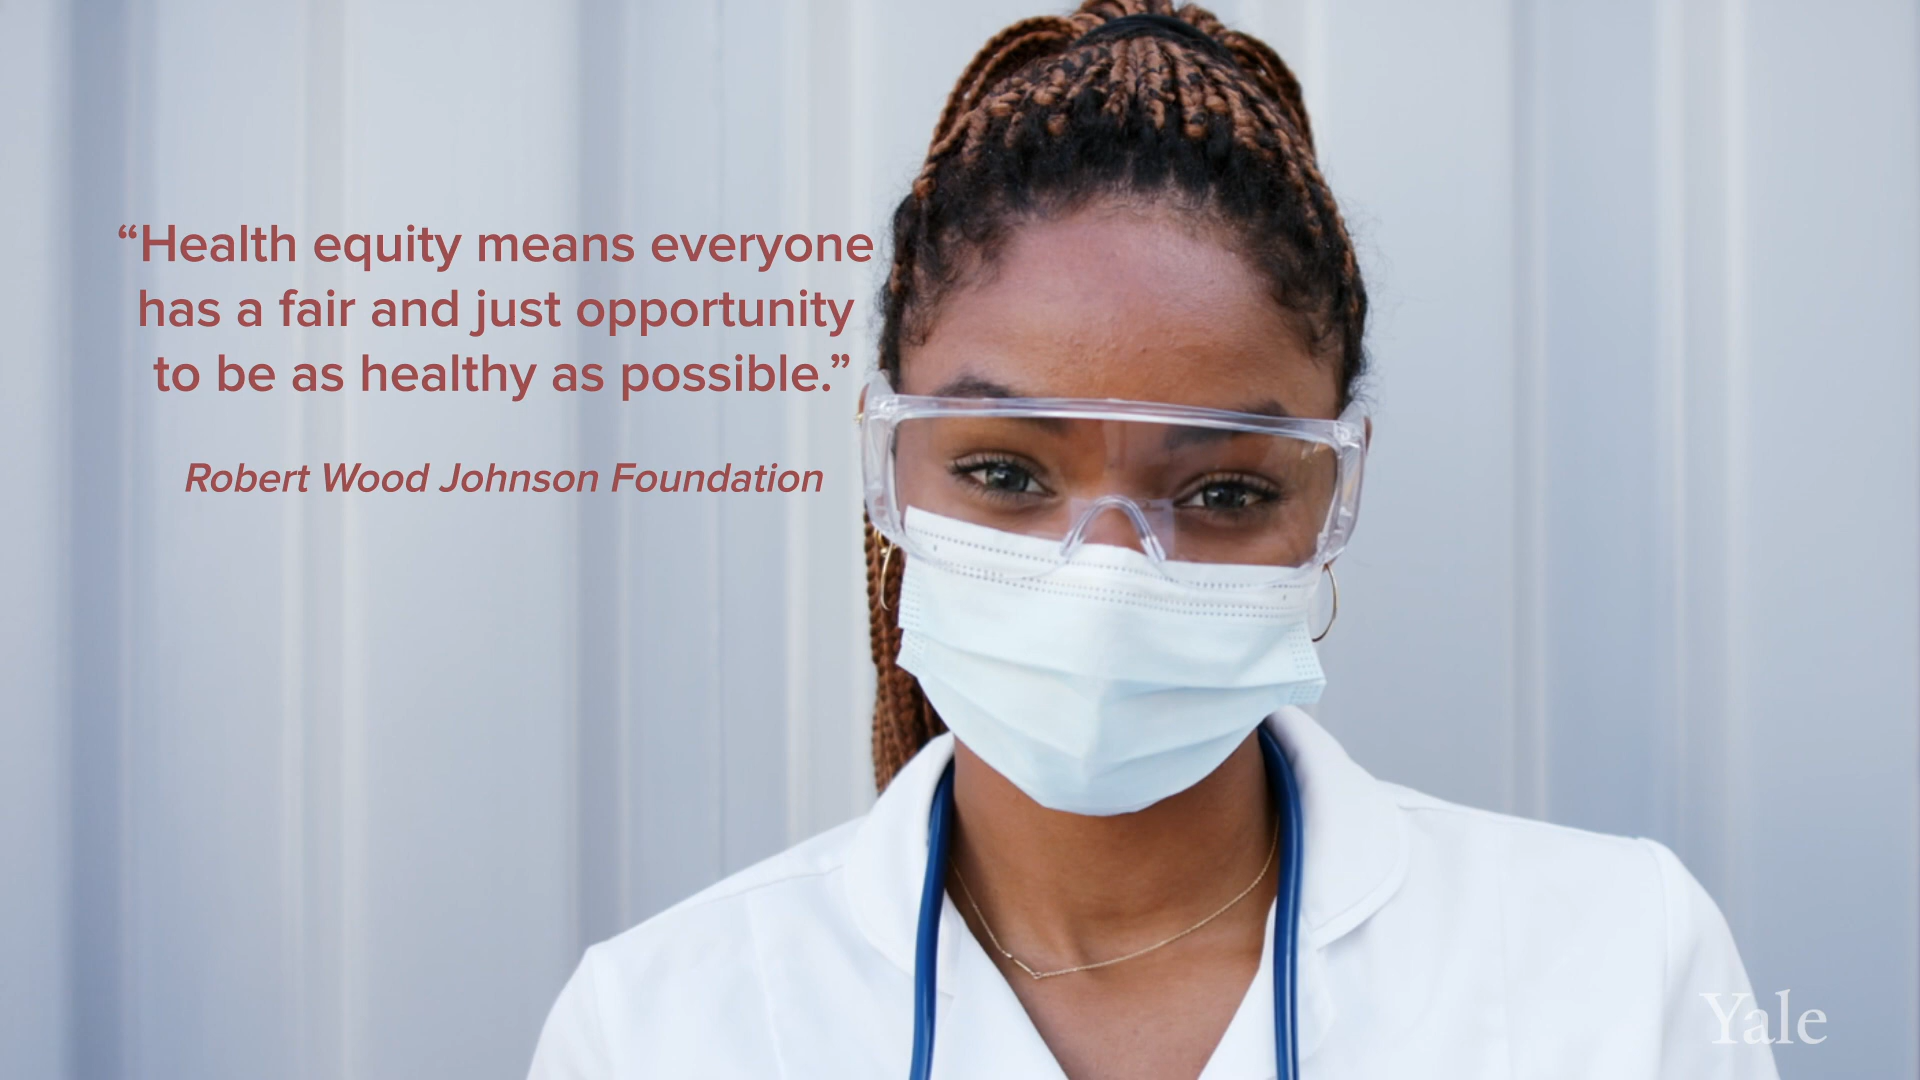 “Health equity means everyone
has a fair and just opportunity
to be as healthy as possible.”
Robert Wood Johnson Foundation
Yale